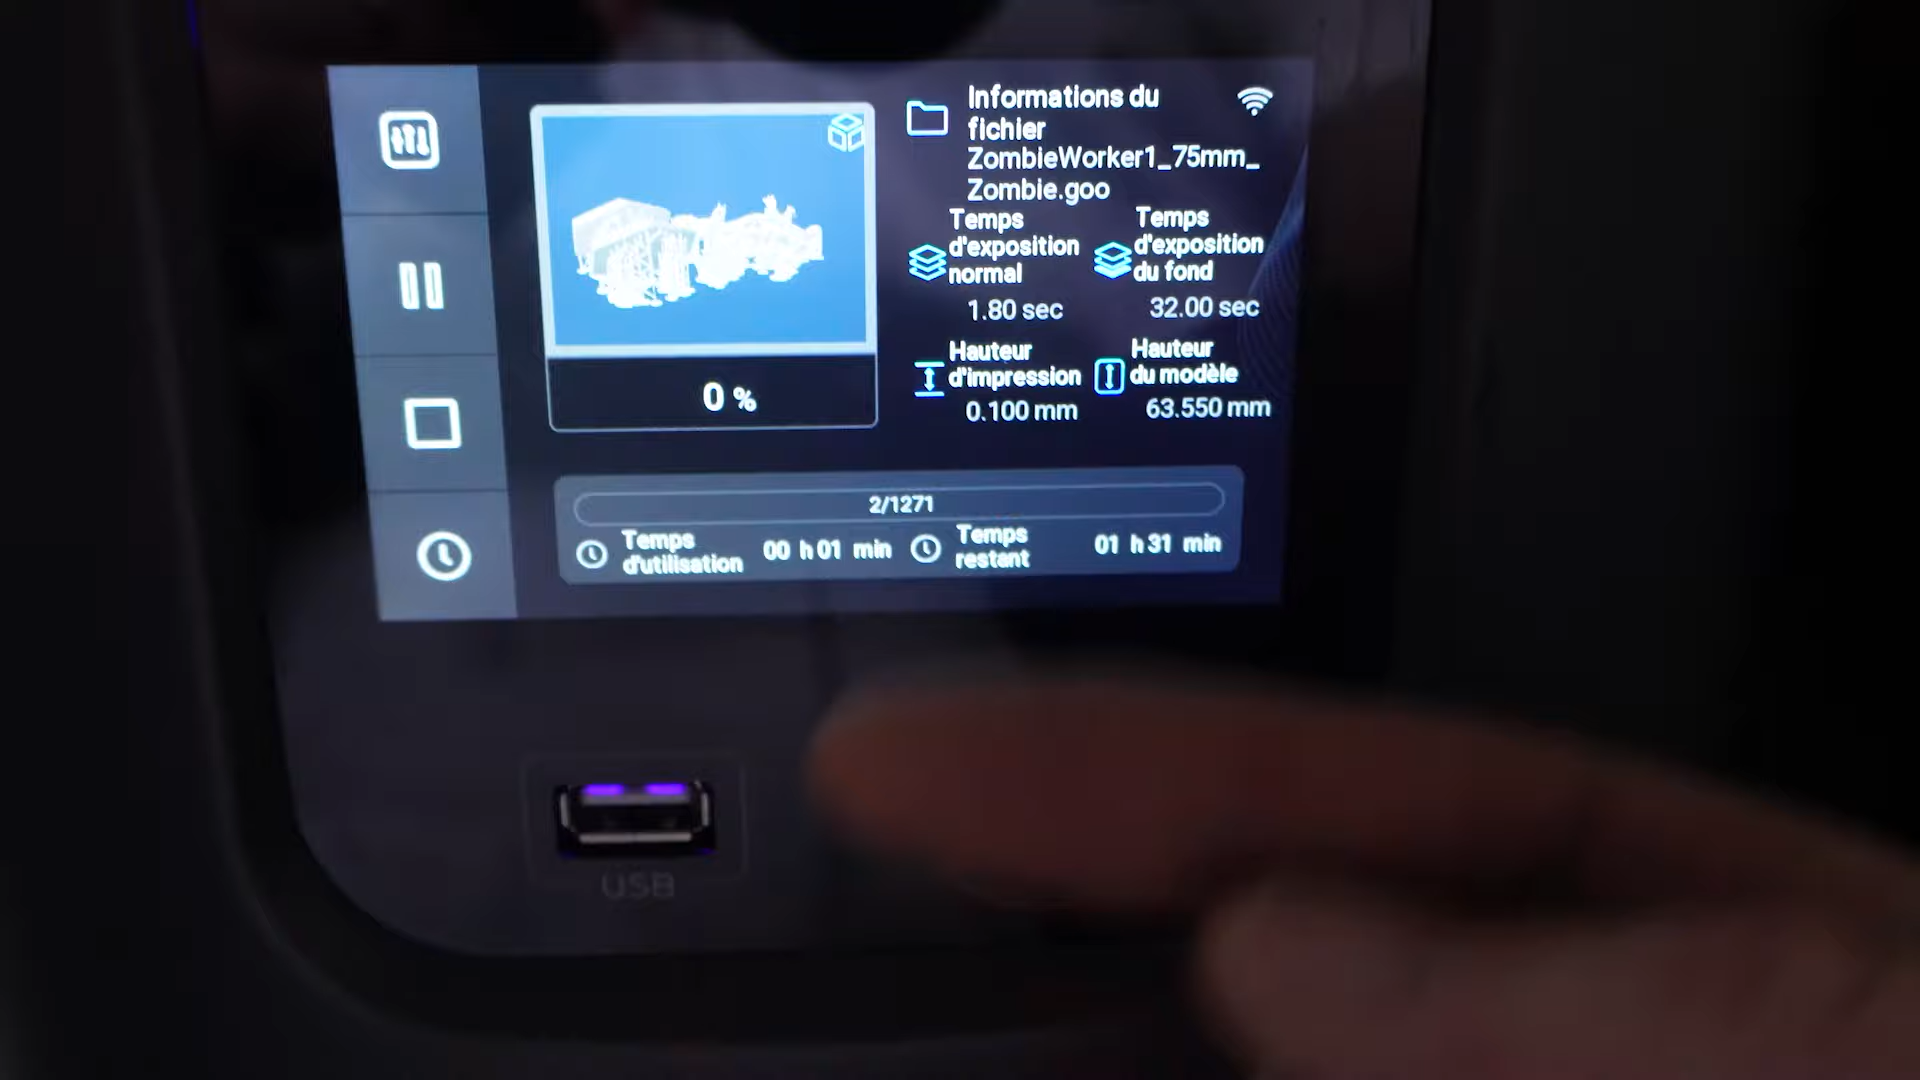 Informations du
fichier
ZombieWorker1_75mm_
Zombie.goo
Temps
d'exposition
normal
1.80 sec
Temps
d'exposition
du fond
32.00 sec
Hauteur
d'impression
0.100 mm
Hauteur
du modèle
63.550 mm
0 %
2/1271
Temps
d'utilisation
00 h 01 min
Temps
restant
01 h 31 min
USB